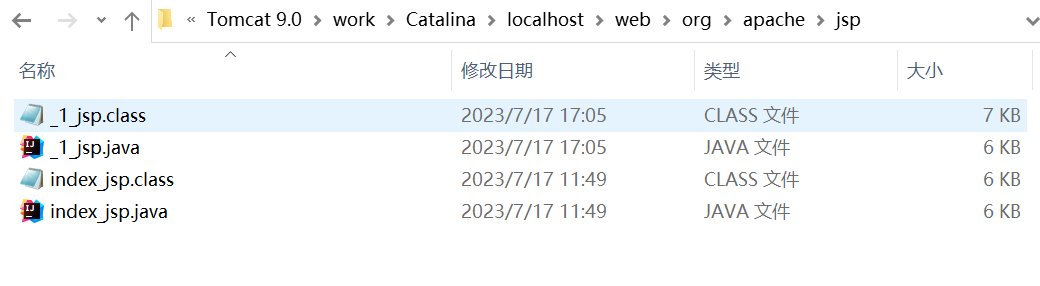 « Tomcat 9.0 > work > Catalina > localhost > web > org > apache > jsp
名称 修改日期 类型 大小
_1_jsp.class 2023/7/17 17:05 CLASS 文件 7 KB
_1_jsp.java 2023/7/17 17:05 JAVA 文件 6 KB
index_jsp.class 2023/7/17 11:49 CLASS 文件 6 KB
index_jsp.java 2023/7/17 11:49 JAVA 文件 6 KB